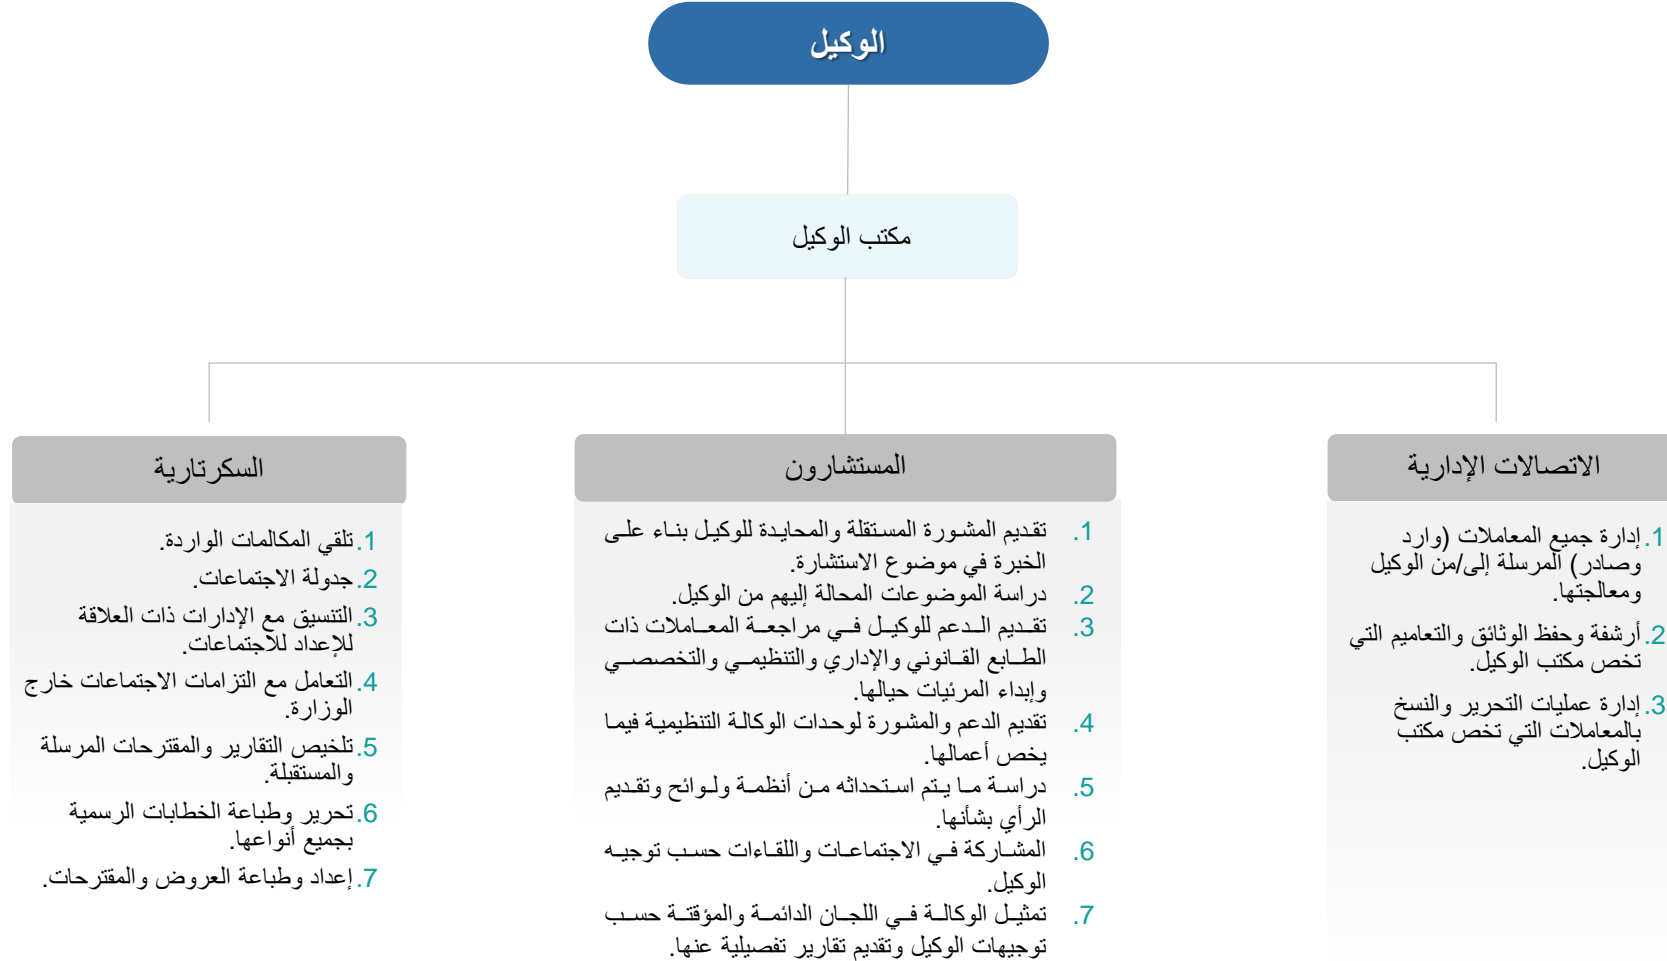 الوكيل
مكتب الوكيل
الاتصالات الإدارية
1. إدارة جميع المعاملات (وارد
وصادر) المرسلة إلى/من الوكيل
ومعالجتها.
2. أرشفة وحفظ الوثائق والتعاميم التي
تخص مكتب الوكيل.
3. إدارة عمليات التحرير والنسخ
بالمعاملات التي تخص مكتب
الوكيل.
المستشارون
1. تقديم المشورة المستقلة والمحايدة للوكيل بناء على
الخبرة في موضوع الاستشارة.
2. دراسة الموضوعات المحالة إليهم من الوكيل.
3. تقديم الدعم للوكيل في مراجعة المعاملات ذات
الطابع القانوني والإداري والتنظيمي والتخصصي
وإبداء المرئيات حيالها.
4. تقديم الدعم والمشورة لوحدات الوكالة التنظيمية فيما
يخص أعمالها.
5. دراسة ما يتم استحداثه من أنظمة ولوائح وتقديم
الرأي بشأنها.
6. المشاركة في الاجتماعات واللقاءات حسب توجيه
الوكيل.
7. تمثيل الوكالة في اللجان الدائمة والمؤقتة حسب
توجيهات الوكيل وتقديم تقارير تفصيلية عنها.
السكرتارية
1. تلقي المكالمات الواردة.
2. جدولة الاجتماعات.
3. التنسيق مع الإدارات ذات العلاقة
للإعداد للاجتماعات.
4. التعامل مع التزامات الاجتماعات خارج
الوزارة.
5. تلخيص التقارير والمقترحات المرسلة
والمستقبلة.
6. تحرير وطباعة الخطابات الرسمية
بجميع أنواعها.
7. إعداد وطباعة العروض والمقترحات.